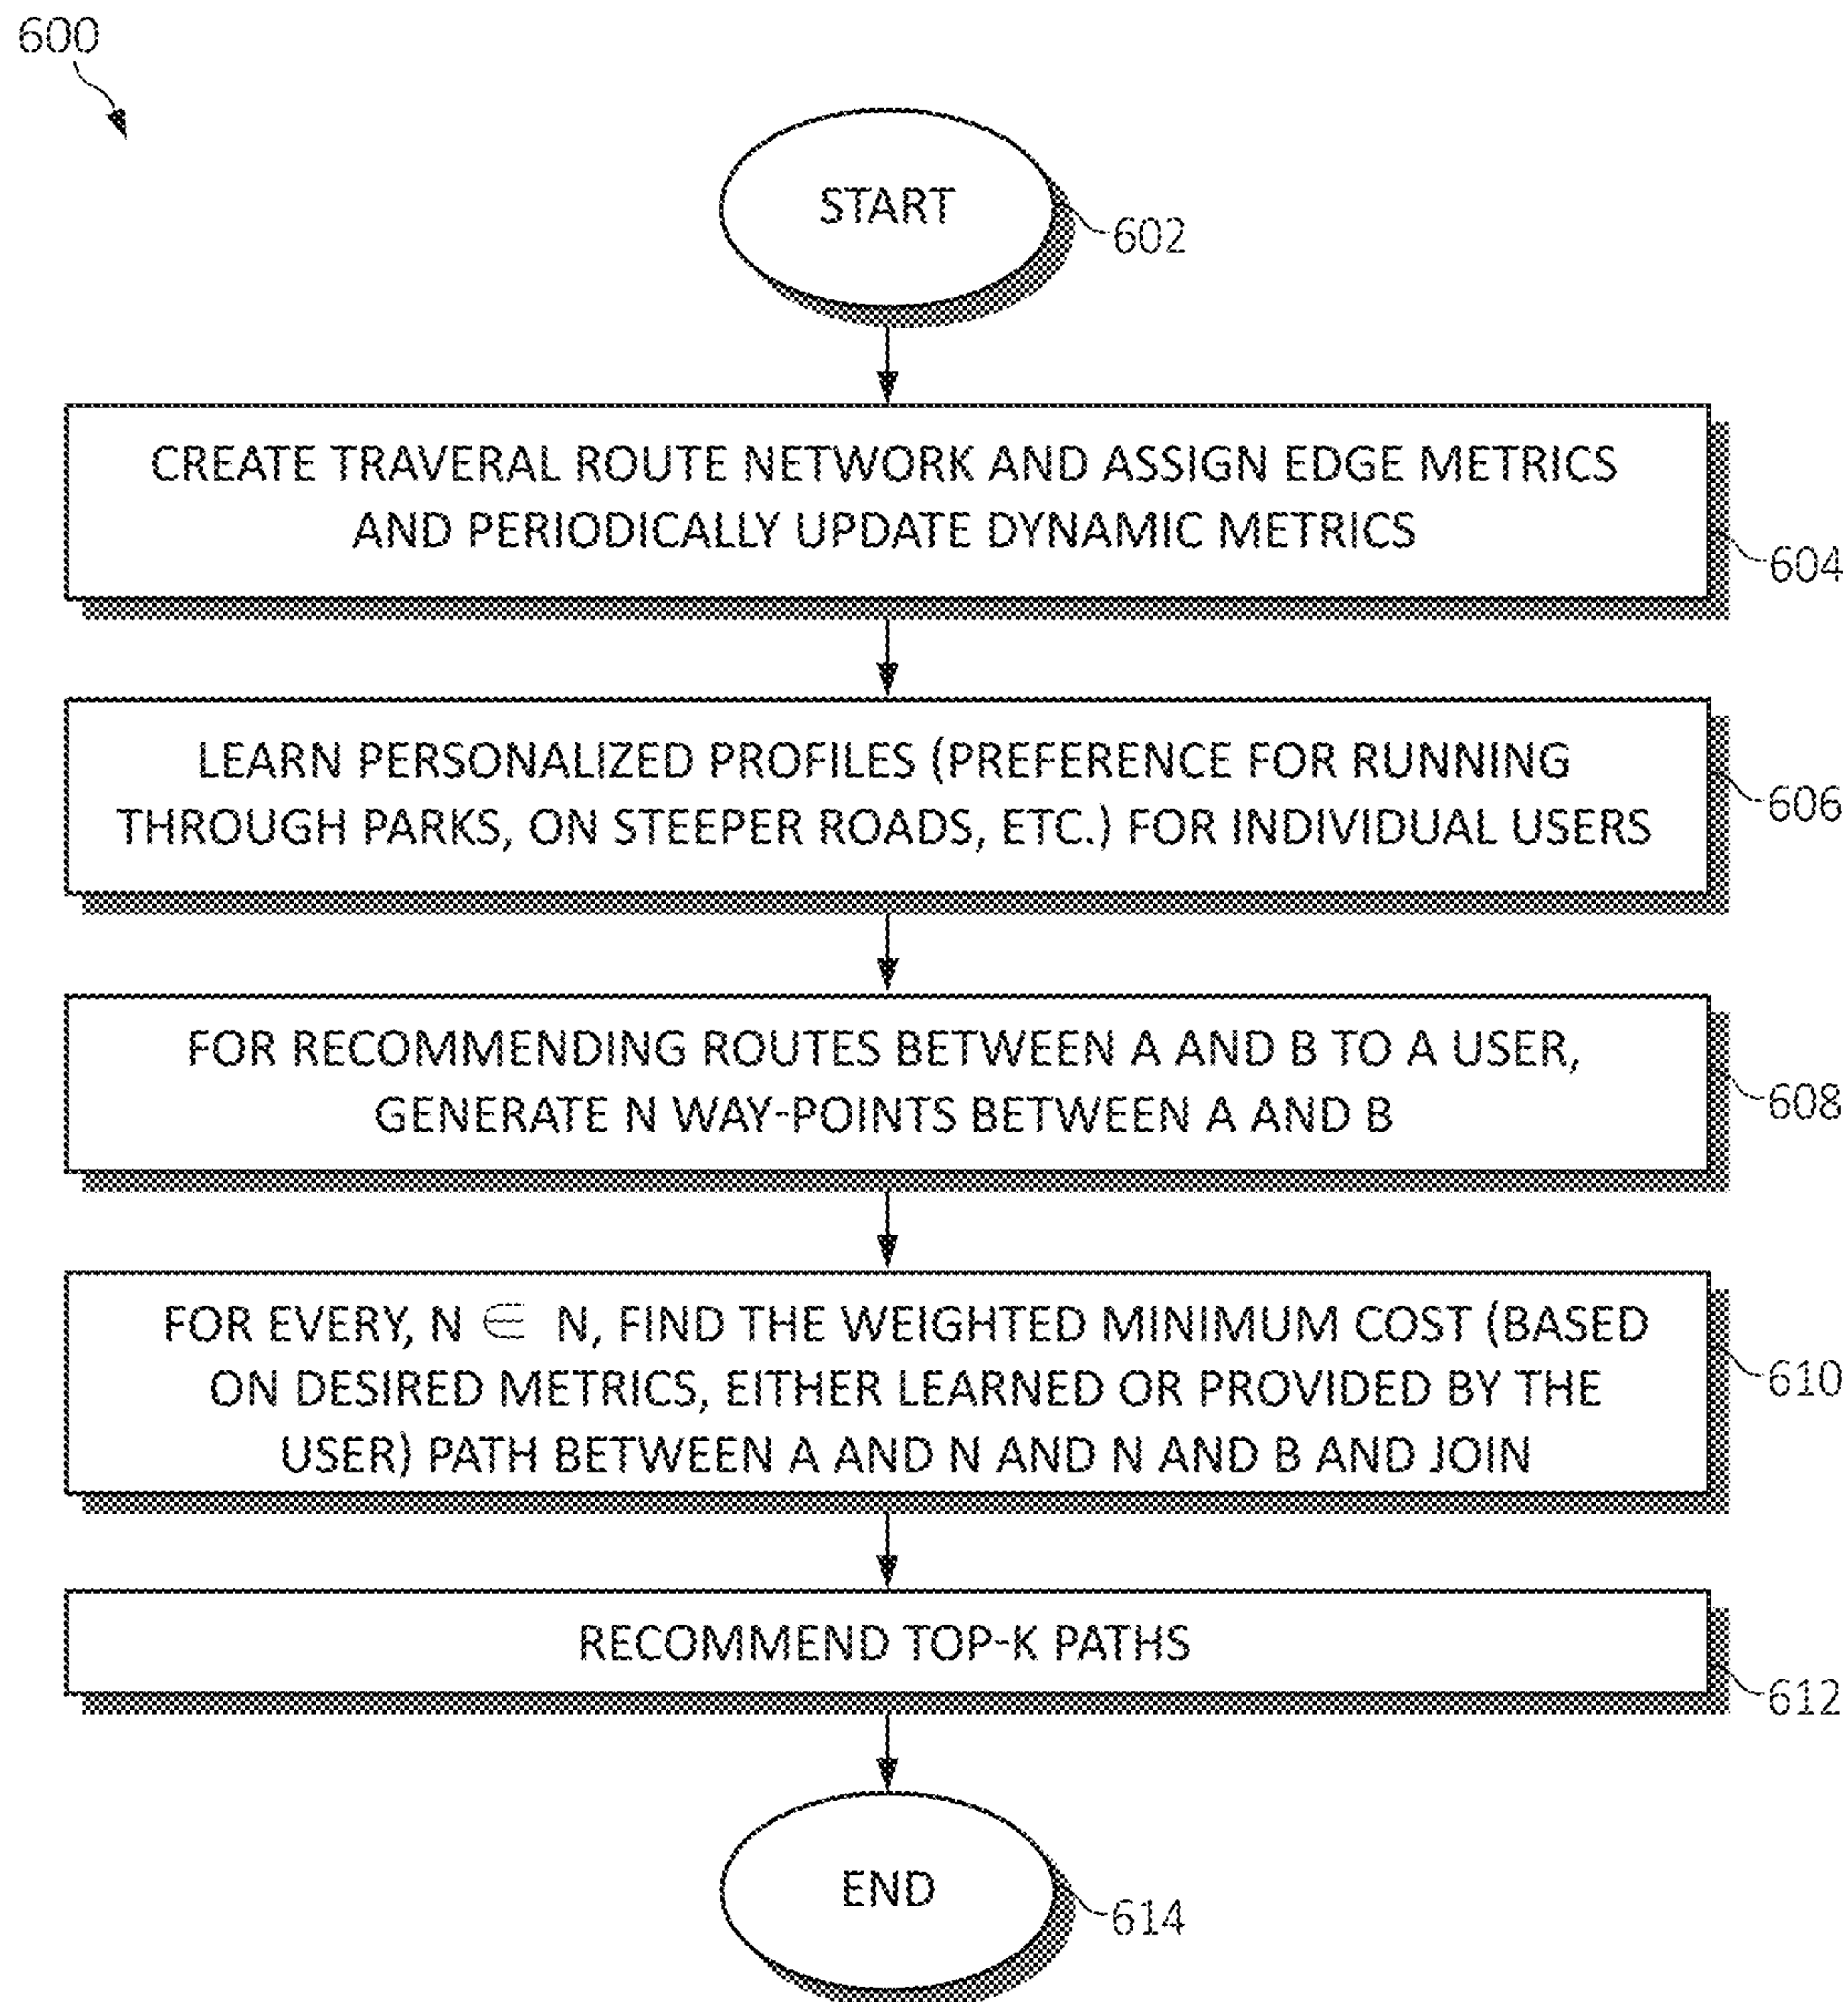 600
START
602
CREATE TRAVERAL ROUTE NETWORK AND ASSIGN EDGE METRICS
AND PERIODICALLY UPDATE DYNAMIC METRICS
604
LEARN PERSONALIZED PROFILES (PREFERENCE FOR RUNNING
THROUGH PARKS, ON STEEPER ROADS, ETC.) FOR INDIVIDUAL USERS
606
FOR RECOMMENDING ROUTES BETWEEN A AND B TO A USER,
GENERATE N WAY-POINTS BETWEEN A AND B
608
FOR EVERY, N ∈ N, FIND THE WEIGHTED MINIMUM COST (BASED
ON DESIRED METRICS, EITHER LEARNED OR PROVIDED BY THE
USER) PATH BETWEEN A AND N AND N AND B AND JOIN
610
RECOMMEND TOP-K PATHS
612
END
614